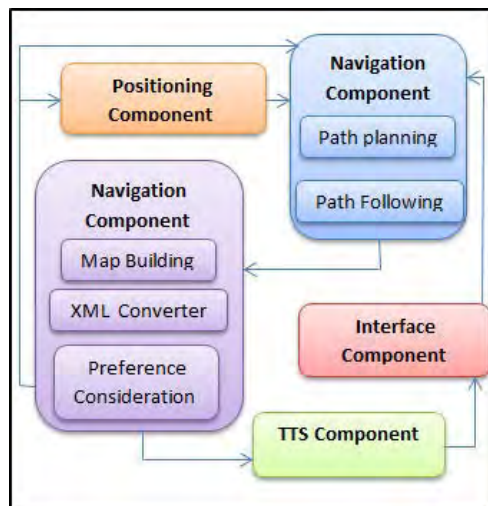 Positioning
Component
Navigation
Component
Path planning
Path Following
Navigation
Component
Map Building
XML Converter
Preference
Consideration
Interface
Component
TTS Component